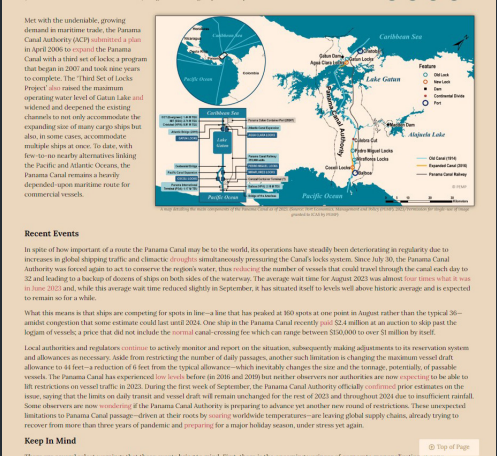 Met with the undeniable, growing
demand in maritime trade, the Panama
Canal Authority (ACP) submitted a plan
in April 2006 to expand the Panama
Canal with a third set of locks; a program
that began in 2007 and took nine years
to complete. The 'Third Set of Locks
Project' also raised the maximum
operating water level of Gatun Lake and
widened and deepened the existing
channels to not only accommodate the
expanding size of many cargo ships but
also, in some cases, accommodate
multiple ships at once. To date, with
few-to-no nearby alternatives linking
the Pacific and Atlantic Oceans, the
Panama Canal remains a heavily
depended-upon maritime route for
commercial vessels.
Caribbean Sea
Pacific Ocean
Caribbean Sea
Gatun Dam
Gatun Locks
Agua Clara Locks
Lake Gatun
Panama Canal Authority
Feature
Old Lock
New Lock
Dam
Continental Divide
Port
Alajuela Lake
Culebra Cut
Pedro Miguel Locks
Miraflores Locks
Cocoli Locks
Balboa
Old Canal (1914)
Expanded Canal (2016)
Panama Railway
Pacific Ocean
Caribbean Sea
Lake Gatun
Pacific Ocean
Recent Events
In spite of how important of a route the Panama Canal may be to the world, its operations have steadily been deteriorating in regularity due to
increases in global shipping traffic and climactic droughts simultaneously pressuring the Canal's locks system. Since July 30, the Panama Canal
Authority was forced again to act to conserve the region's water, thus reducing the number of vessels that could travel through the canal each day to
32 and leading to a backup of dozens of ships on both sides of the waterway. The average wait time for August 2023 was almost four times what it was
in June 2023 and, while this average wait time reduced slightly in September, it has situated itself to levels well above historic average and is expected
to remain so for a while.
What this means is that ships are competing for spots in line—a line that has peaked at 160 spots at one point in August rather than the typical 36—
amidst congestion that some estimate could last until 2024. One ship in the Panama Canal recently paid $2.4 million at an auction to skip past the
logjam of vessels; a price that did not include the normal canal-crossing fee which can range between $150,000 to over $1 million by itself.
Local authorities and regulators continue to actively monitor and report on the situation, subsequently making adjustments to its reservation system
and allowances as necessary. Aside from restricting the number of daily passages, another such limitation is changing the maximum vessel draft
allowance to 44 feet—a reduction of 6 feet from the typical allowance—which inevitably changes the size and the tonnage, potentially, of passable
vessels. The Panama Canal has experienced low levels before (in 2016 and 2019) but neither observers nor authorities are now expecting to be able to
lift restrictions on vessel traffic in 2023. During the first week of September, the Panama Canal Authority officially confirmed prior estimates on the
issue, saying that the limits on daily transit and vessel draft will remain unchanged for the rest of 2023 and throughout 2024 due to insufficient rainfall.
Some observers are now wondering if the Panama Canal Authority is preparing to advance yet another new round of restrictions. These unexpected
limitations to Panama Canal passage—driven at their roots by soaring worldwide temperatures—are leaving global supply chains, already trying to
recover from more than three years of pandemic and preparing for a major holiday season, under stress yet again.
Keep In Mind
Top of Page